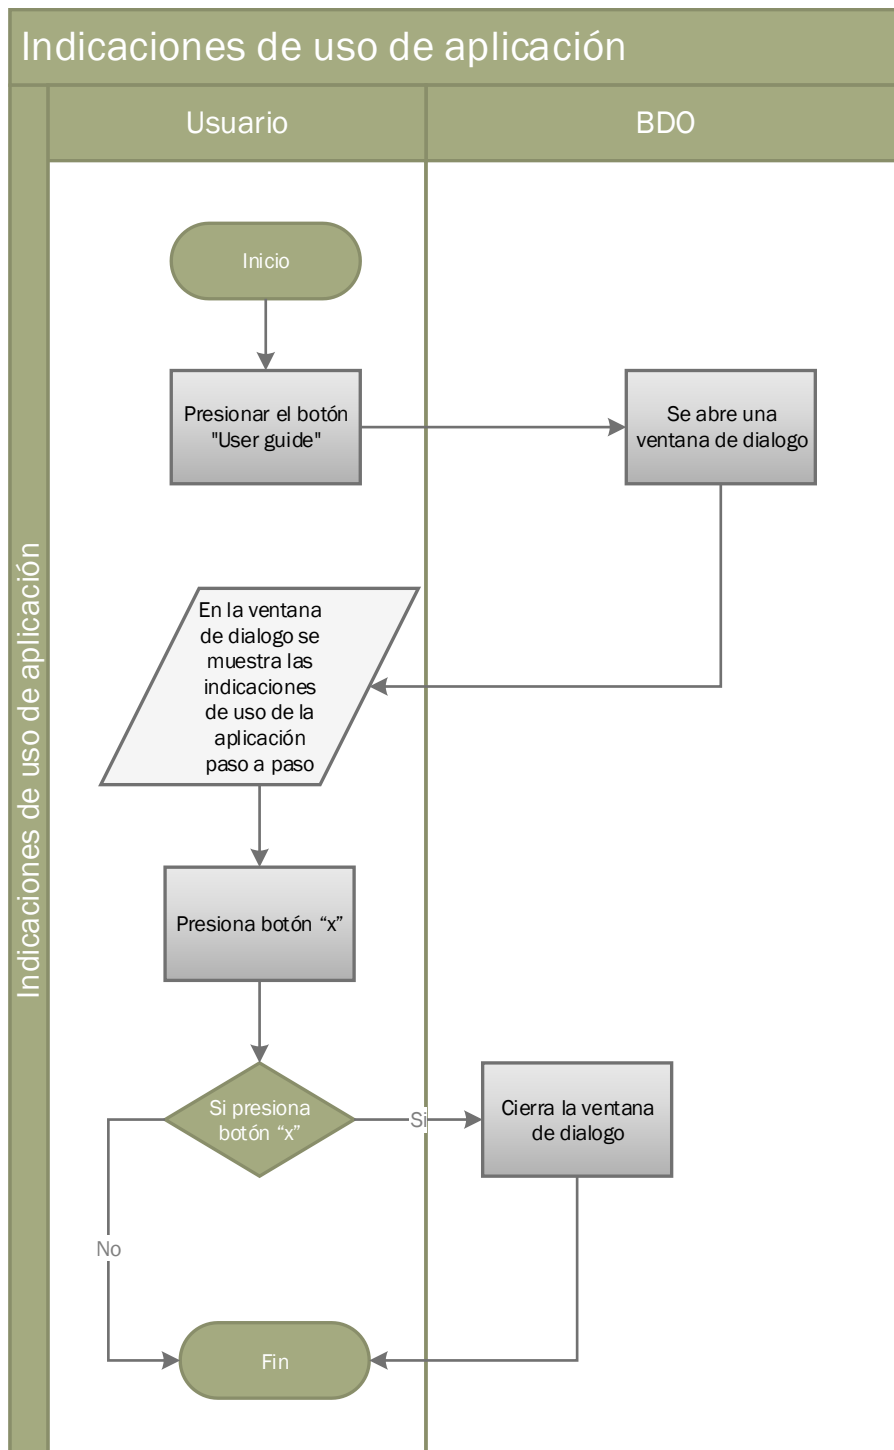 Indicaciones de uso de aplicación
Usuario
BDO
Indicaciones de uso de aplicación
Inicio
Presionar el botón
"User guide"
Se abre una
ventana de dialogo
En la ventana
de dialogo se
muestra las
indicaciones
de uso de la
aplicación
paso a paso
Presiona botón “x”
Si presiona
botón “x”
Si
Cierra la ventana
de dialogo
No
Fin